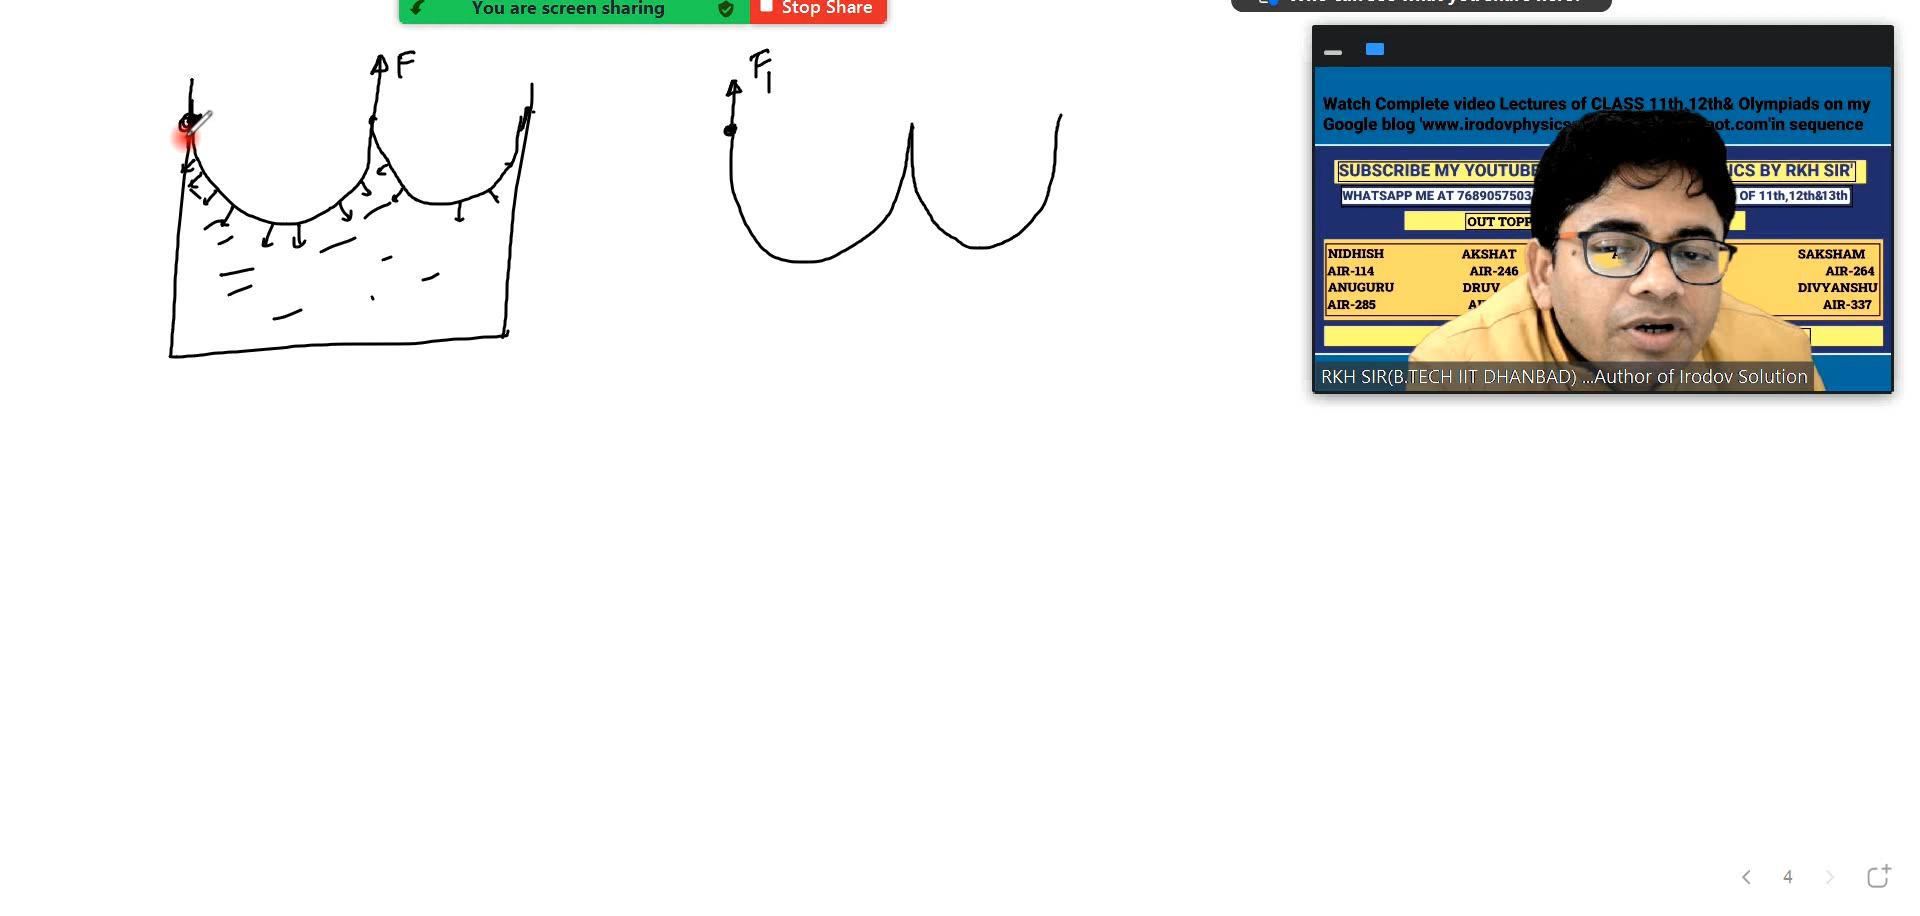 You are screen sharing
Stop Share
F
F1
Watch Complete video Lectures of CLASS 11th,12th& Olympiads on my
Google blog 'www.irodovphysics ot.com'in sequence
SUBSCRIBE MY YOUTUBE ICS BY RKH SIR'
WHATSAPP ME AT 7689057503 OF 11th,12th&13th
OUT
NIDHISH AKSHAT SAKSHAM
AIR-114 AIR-246 AIR-264
ANUGURU DRUV DIVYANSHU
AIR-285 AIR-337
RKH SIR(B.TECH IIT DHANBAD) ...Author of Irodov Solution
4